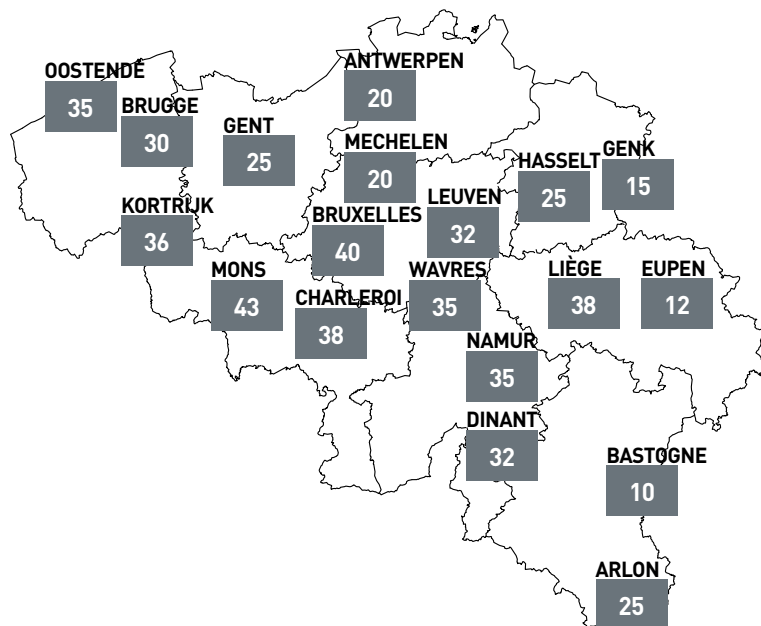 OOSTENDE
35
BRUGGE
30
GENT
25
ANTWERPEN
20
MECHELEN
20
HASSELT
25
GENK
15
KORTRIJK
36
BRUXELLES
40
LEUVEN
32
MONS
43
CHARLEROI
38
WAVRES
35
LIÈGE
38
EUPEN
12
NAMUR
35
DINANT
32
BASTOGNE
10
ARLON
25